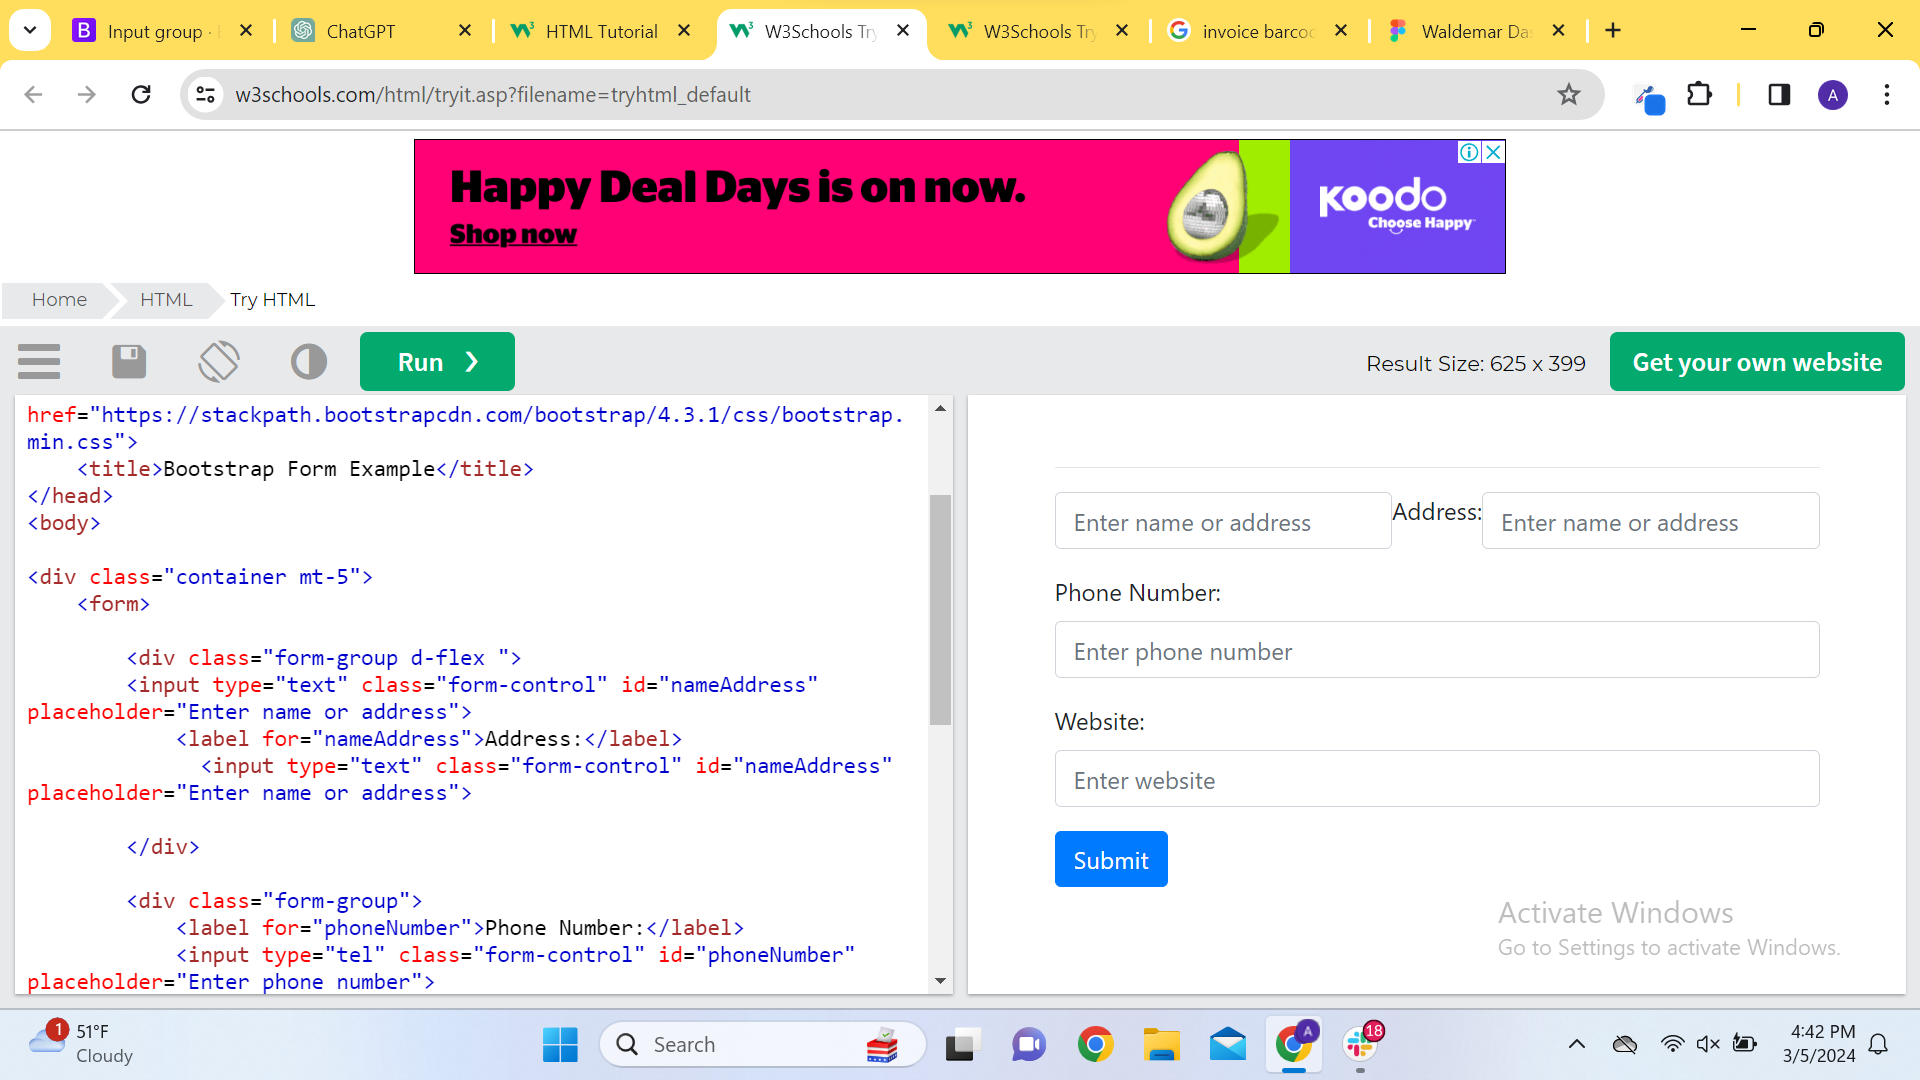 Input group ·
ChatGPT
HTML Tutorial
W3Schools Try
W3Schools Try
invoice barco
Waldemar Da
w3schools.com/html/tryit.asp?filename=tryhtml_default
A
Happy Deal Days is on now.
Shop now
koodo
Choose Happy
Home
HTML
Try HTML
Run ❯
Result Size: 625 x 399
Get your own website
href="https://stackpath.bootstrapcdn.com/bootstrap/4.3.1/css/bootstrap.
min.css">
<title>Bootstrap Form Example</title>
</head>
<body>
<div class="container mt-5">
<form>
<div class="form-group d-flex ">
<input type="text" class="form-control" id="nameAddress"
placeholder="Enter name or address">
<label for="nameAddress">Address:</label>
<input type="text" class="form-control" id="nameAddress"
placeholder="Enter name or address">
</div>
<div class="form-group">
<label for="phoneNumber">Phone Number:</label>
<input type="tel" class="form-control" id="phoneNumber"
placeholder="Enter phone number">
Enter name or address Address: Enter name or address
Phone Number:
Enter phone number
Website:
Enter website
Submit
Activate Windows
Go to Settings to activate Windows.
1
51°F
Cloudy
Search
A
18
4:42 PM
3/5/2024